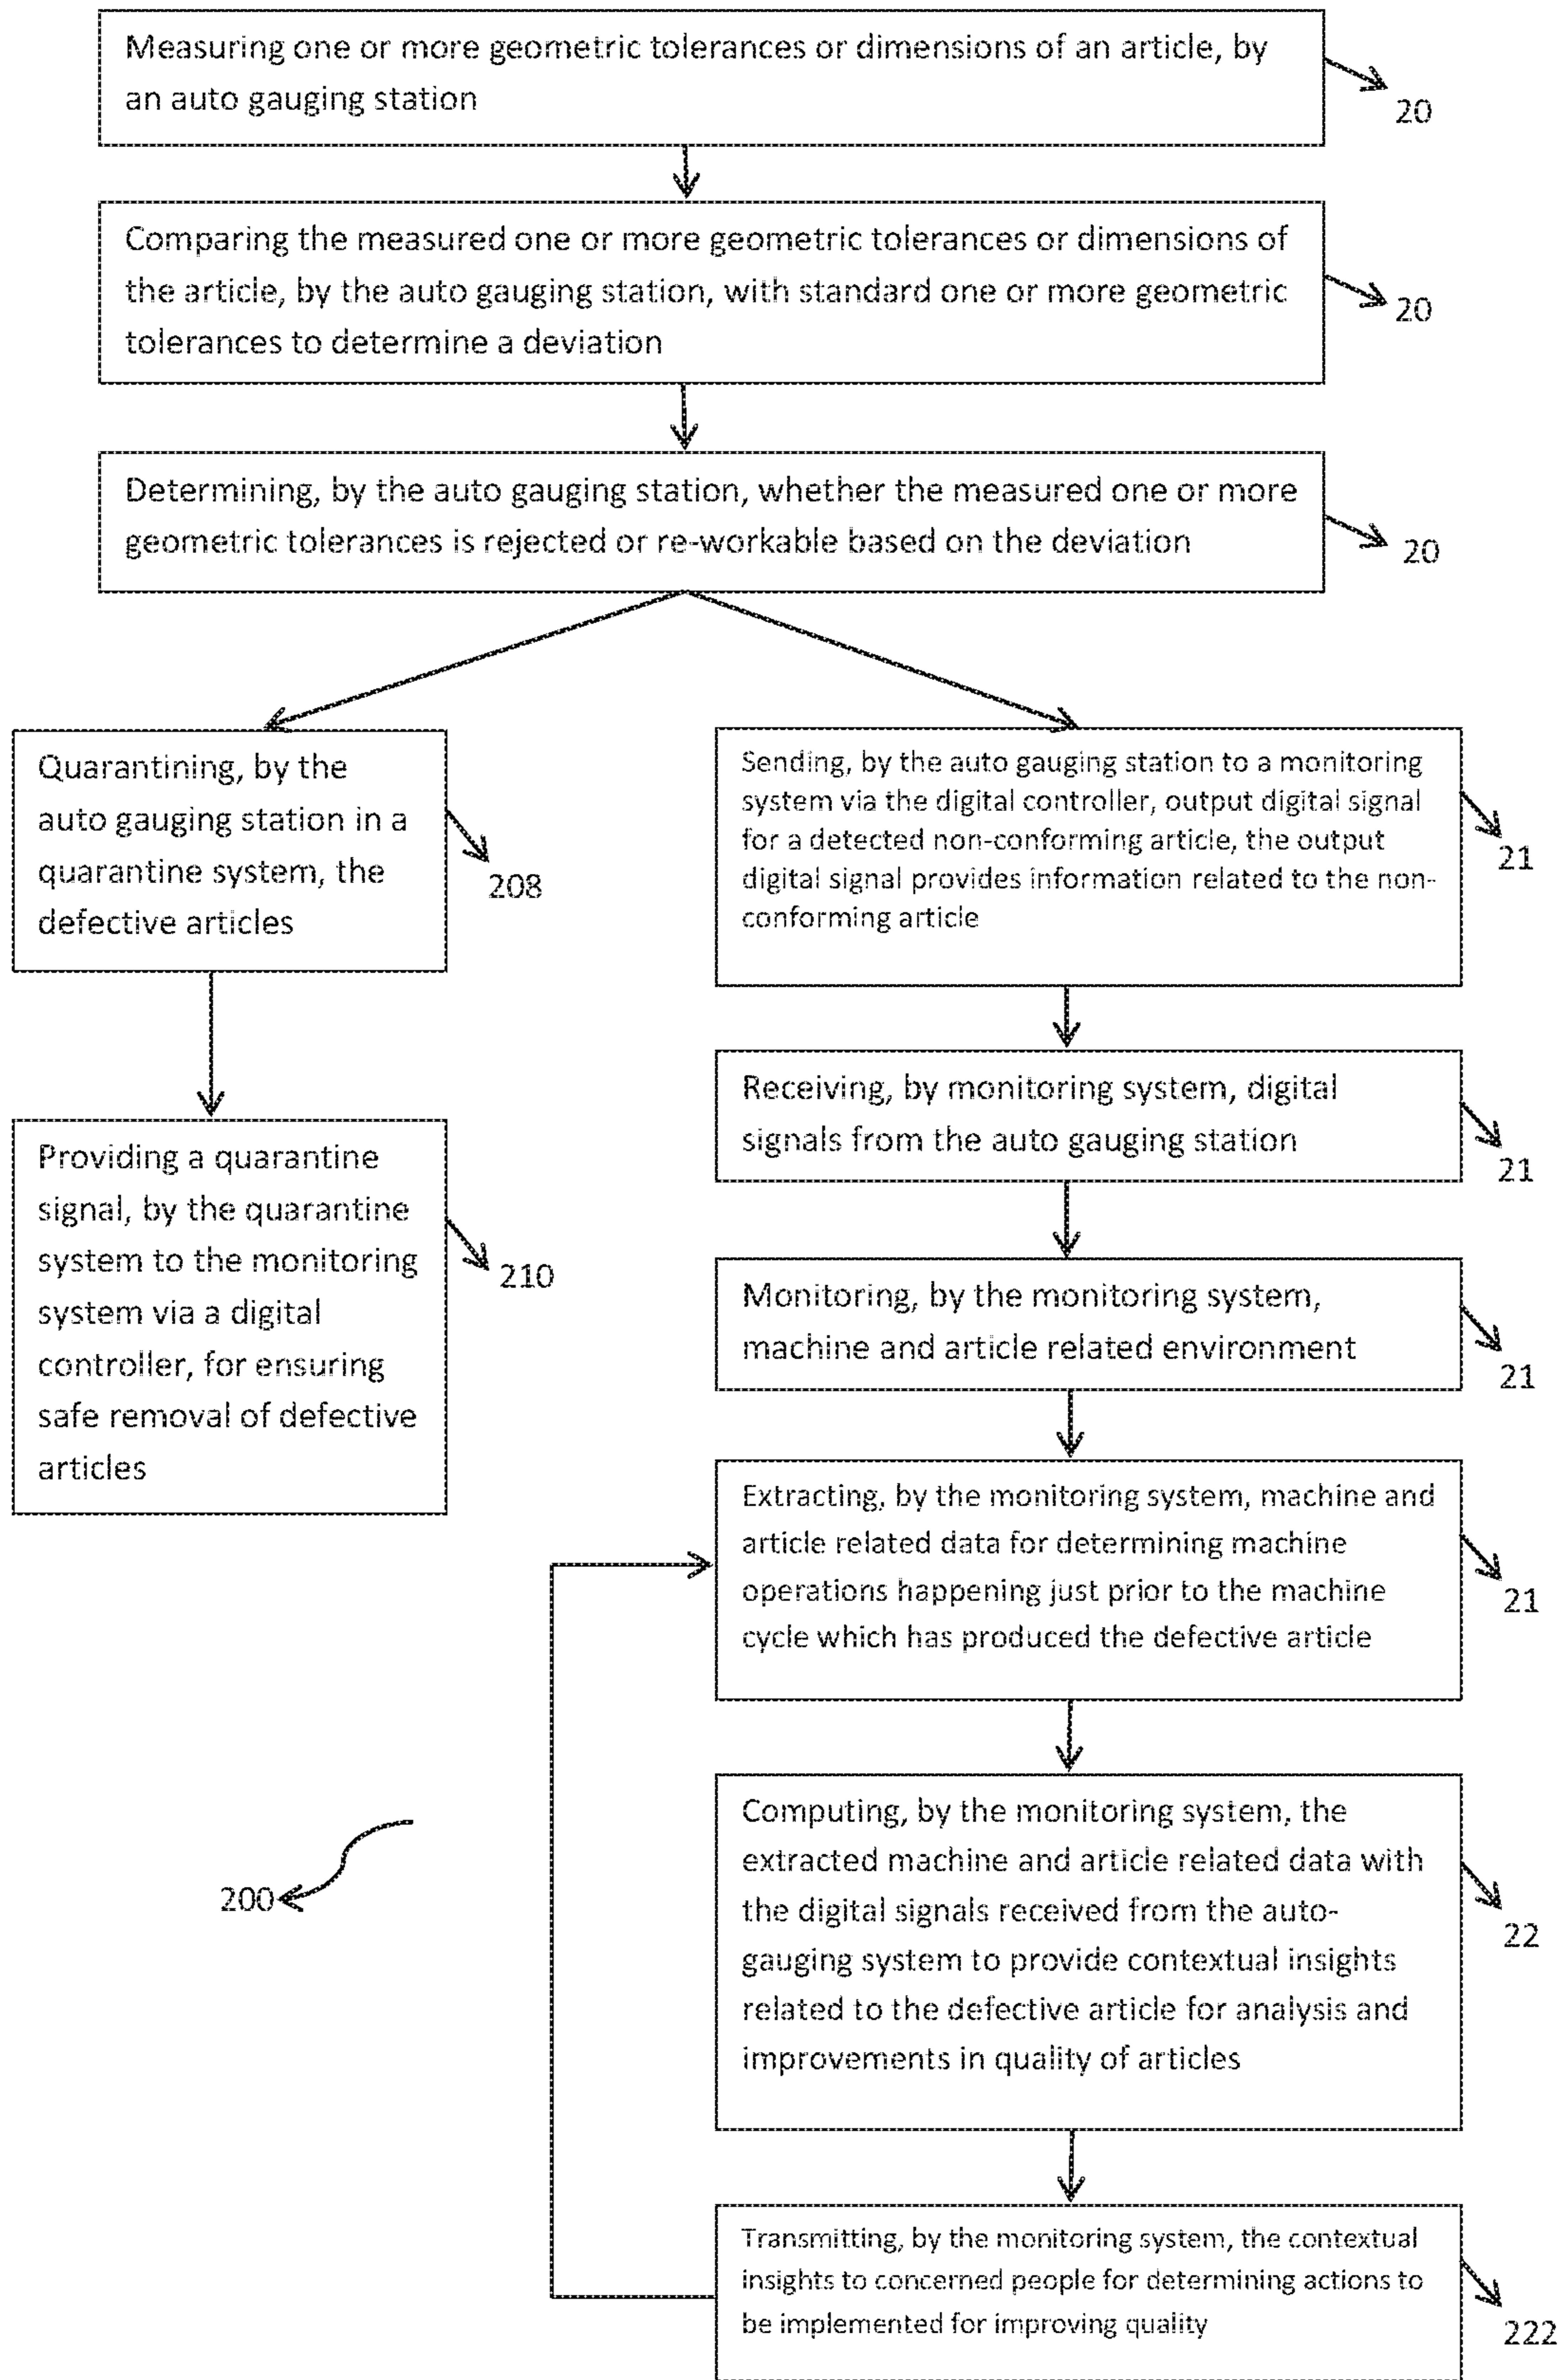 Measuring one or more geometric tolerances or dimensions of an article, by
an auto gauging station
20
Comparing the measured one or more geometric tolerances or dimensions of
the article, by the auto gauging station, with standard one or more geometric
tolerances to determine a deviation
20
Determining, by the auto gauging station, whether the measured one or more
geometric tolerances is rejected or re-workable based on the deviation
20
Quarantining, by the
auto gauging station in a
quarantine system, the
defective articles
208
Providing a quarantine
signal, by the quarantine
system to the monitoring
system via a digital
controller, for ensuring
safe removal of defective
articles
210
Sending, by the auto gauging station to a monitoring
system via the digital controller, output digital signal
for a detected non-conforming article, the output
digital signal provides information related to the non-
conforming article
21
Receiving, by monitoring system, digital
signals from the auto gauging station
21
Monitoring, by the monitoring system,
machine and article related environment
21
Extracting, by the monitoring system, machine and
article related data for determining machine
operations happening just prior to the machine
cycle which has produced the defective article
21
Computing, by the monitoring system, the
extracted machine and article related data with
the digital signals received from the auto-
gauging system to provide contextual insights
related to the defective article for analysis and
improvements in quality of articles
22
200
Transmitting, by the monitoring system, the contextual
insights to concerned people for determining actions to
be implemented for improving quality
222